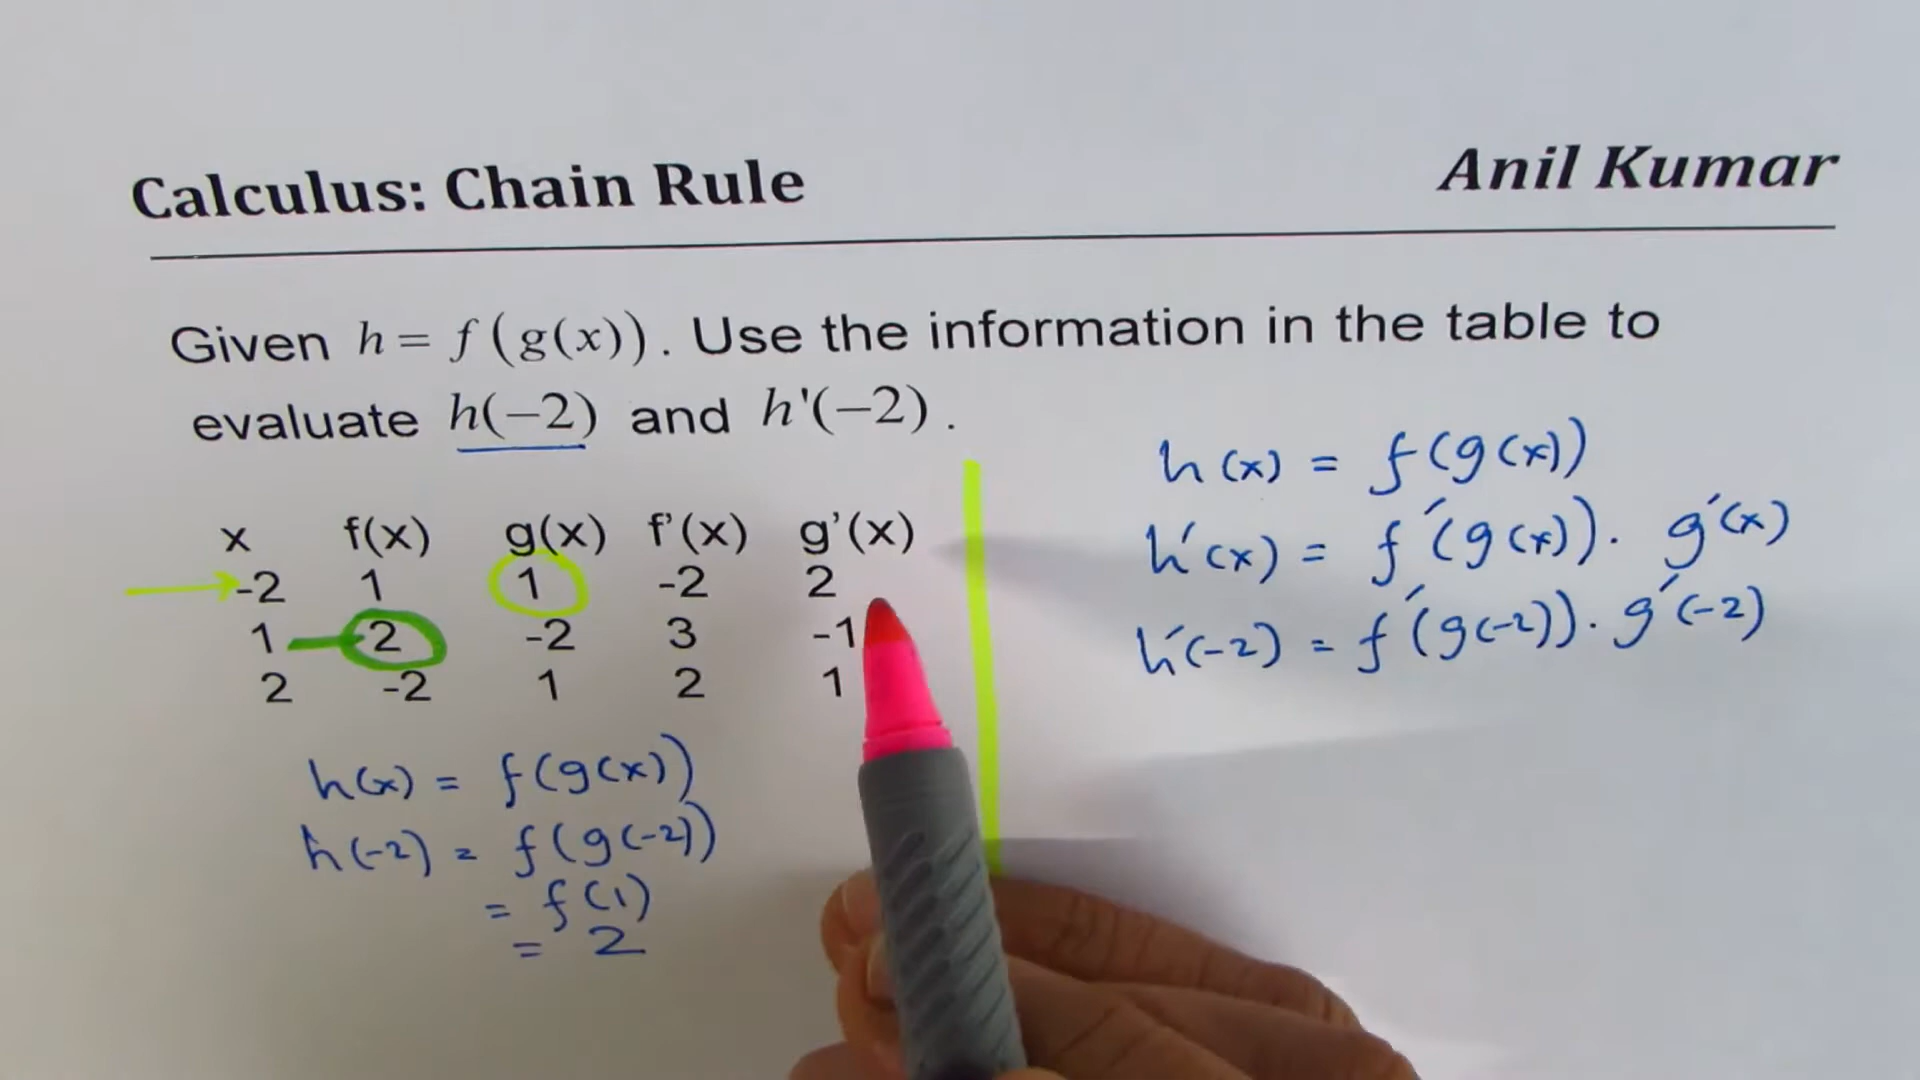 Calculus: Chain Rule
Anil Kumar
Given h = f(g(x)). Use the information in the table to
evaluate h(−2) and h'(−2).
x f(x) g(x) f'(x) g’(x)
-2 1 1 -2 2
1 2 -2 3 -1
2 -2 1 2 1
h(x) = f(g(x))
h(-2) = f(g(-2))
= f(1)
= 2
h(x) = f(g(x))
h′(x) = f′(g(x)). g′(x)
h′(-2) = f′(g(-2)). g′(-2)